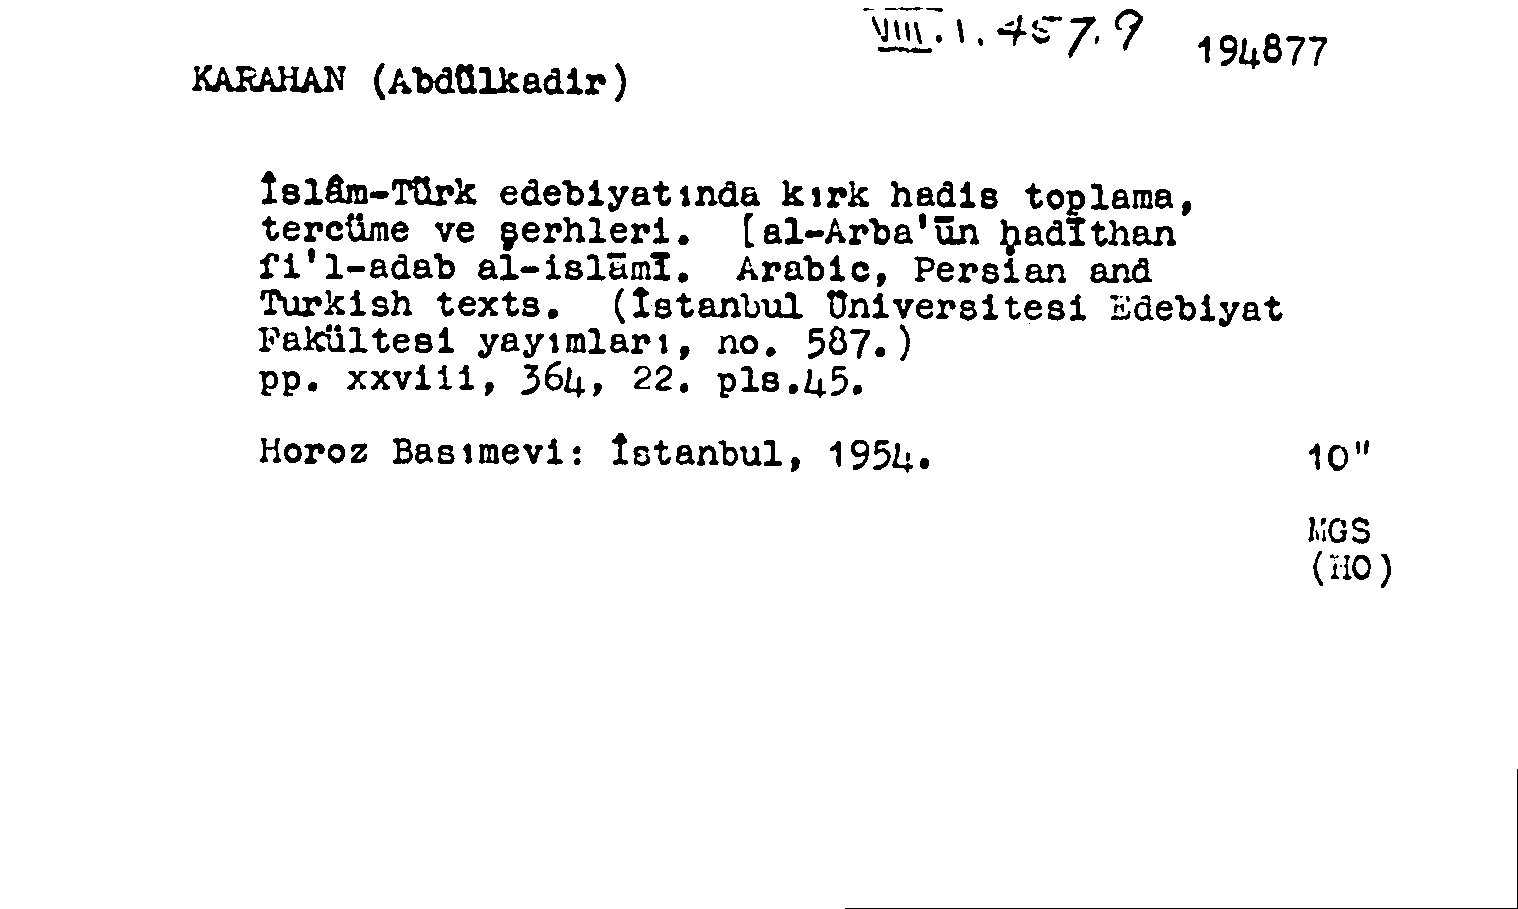 VIII.1.457.9 194877
KARAHAN (Abdülkadir)
İslâm-Türk edebiyatında kırk hadis toplama,
tercüme ve şerhleri. [al-Arba'ūn ḥadīthan
fi'l-adab al-islāmī. Arabic, Persian and
Turkish texts. (İstanbul Üniversitesi Edebiyat
Fakültesi yayımları, no. 587.)
pp. xxviii, 364, 22. pls.45.
Horoz Basımevi: İstanbul, 1954. 10"
MGS
(HO)